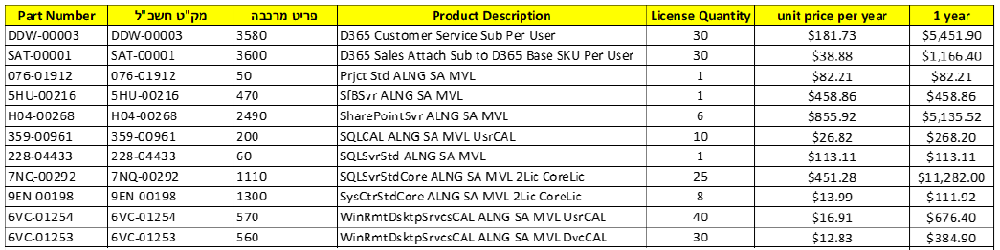 Part Number מק"ט חשכ"ל פריט מרכבה Product Description License Quantity unit price per year 1 year
DDW-00003 DDW-00003 3580 D365 Customer Service Sub Per User 30 $181.73 $5,451.90
SAT-00001 SAT-00001 3600 D365 Sales Attach Sub to D365 Base SKU Per User 30 $38.88 $1,166.40
076-01912 076-01912 50 Prjct Std ALNG SA MVL 1 $82.21 $82.21
5HU-00216 5HU-00216 470 SfBSvr ALNG SA MVL 1 $458.86 $458.86
H04-00268 H04-00268 2490 SharePointSvr ALNG SA MVL 6 $855.92 $5,135.52
359-00961 359-00961 200 SQLCAL ALNG SA MVL UsrCAL 10 $26.82 $268.20
228-04433 228-04433 60 SQLSvrStd ALNG SA MVL 1 $113.11 $113.11
7NQ-00292 7NQ-00292 1110 SQLSvrStdCore ALNG SA MVL 2Lic CoreLic 25 $451.28 $11,282.00
9EN-00198 9EN-00198 1300 SysCtrStdCore ALNG SA MVL 2Lic CoreLic 8 $13.99 $111.92
6VC-01254 6VC-01254 570 WinRmtDsktpSrvcsCAL ALNG SA MVL UsrCAL 40 $16.91 $676.40
6VC-01253 6VC-01253 560 WinRmtDsktpSrvcsCAL ALNG SA MVL DvcCAL 30 $12.83 $384.90